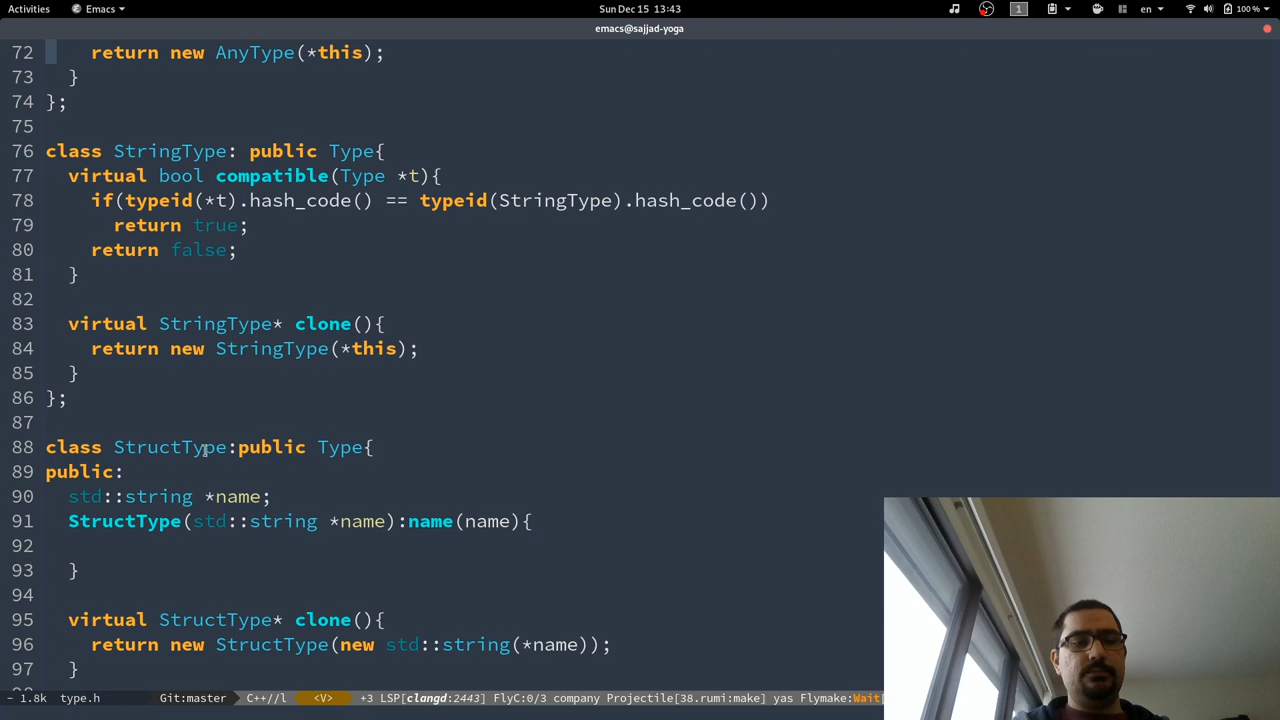 Activities Emacs Sun Dec 15 13:43 1 en 100 %
emacs@sajjad-yoga
72 return new AnyType(*this);
73 }
74 };
75
76 class StringType: public Type{
77 virtual bool compatible(Type *t){
78 if(typeid(*t).hash_code() == typeid(StringType).hash_code())
79 return true;
80 return false;
81 }
82
83 virtual StringType* clone(){
84 return new StringType(*this);
85 }
86 };
87
88 class StructType:public Type{
89 public:
90 std::string *name;
91 StructType(std::string *name):name(name){
92
93 }
94
95 virtual StructType* clone(){
96 return new StructType(new std::string(*name));
97 }
- 1.8k type.h Git:master C++//l <V> +3 LSP[clangd:2443] FlyC:0/3 company Projectile[38.rumi:make] yas Flymake:Wait[